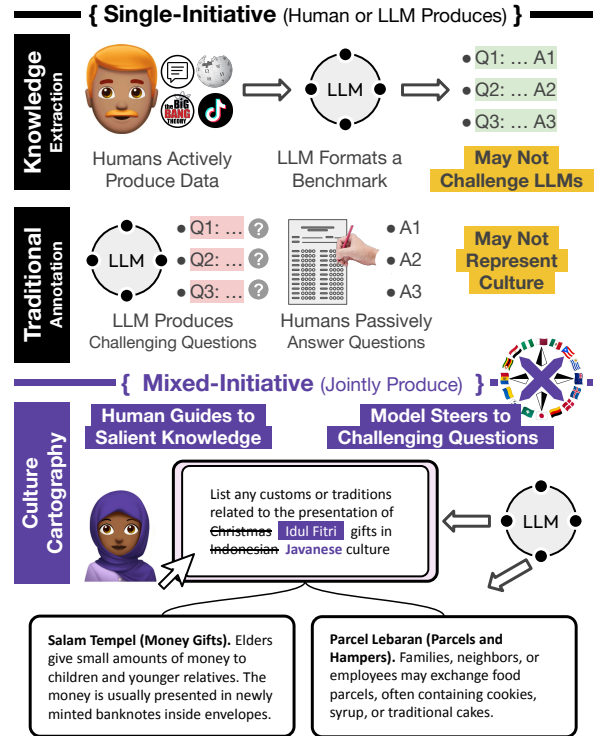 { Single-Initiative (Human or LLM Produces) }
Knowledge
Extraction
the BIG
BANG
THEORY
LLM
• Q1: ... A1
• Q2: ... A2
• Q3: ... A3
Humans Actively
Produce Data
LLM Formats a
Benchmark
May Not
Challenge LLMs
Traditional
Annotation
LLM
• Q1: ... ?
• Q2: ... ?
• Q3: ... ?
• A1
• A2
• A3
May Not
Represent
Culture
LLM Produces
Challenging Questions
Humans Passively
Answer Questions
{ Mixed-Initiative (Jointly Produce) }
Culture
Cartography
Human Guides to
Salient Knowledge
Model Steers to
Challenging Questions
List any customs or traditions
related to the presentation of
Christmas Idul Fitri gifts in
Indonesian Javanese culture
LLM
Salam Tempel (Money Gifts). Elders
give small amounts of money to
children and younger relatives. The
money is usually presented in newly
minted banknotes inside envelopes.
Parcel Lebaran (Parcels and
Hampers). Families, neighbors, or
employees may exchange food
parcels, often containing cookies,
syrup, or traditional cakes.